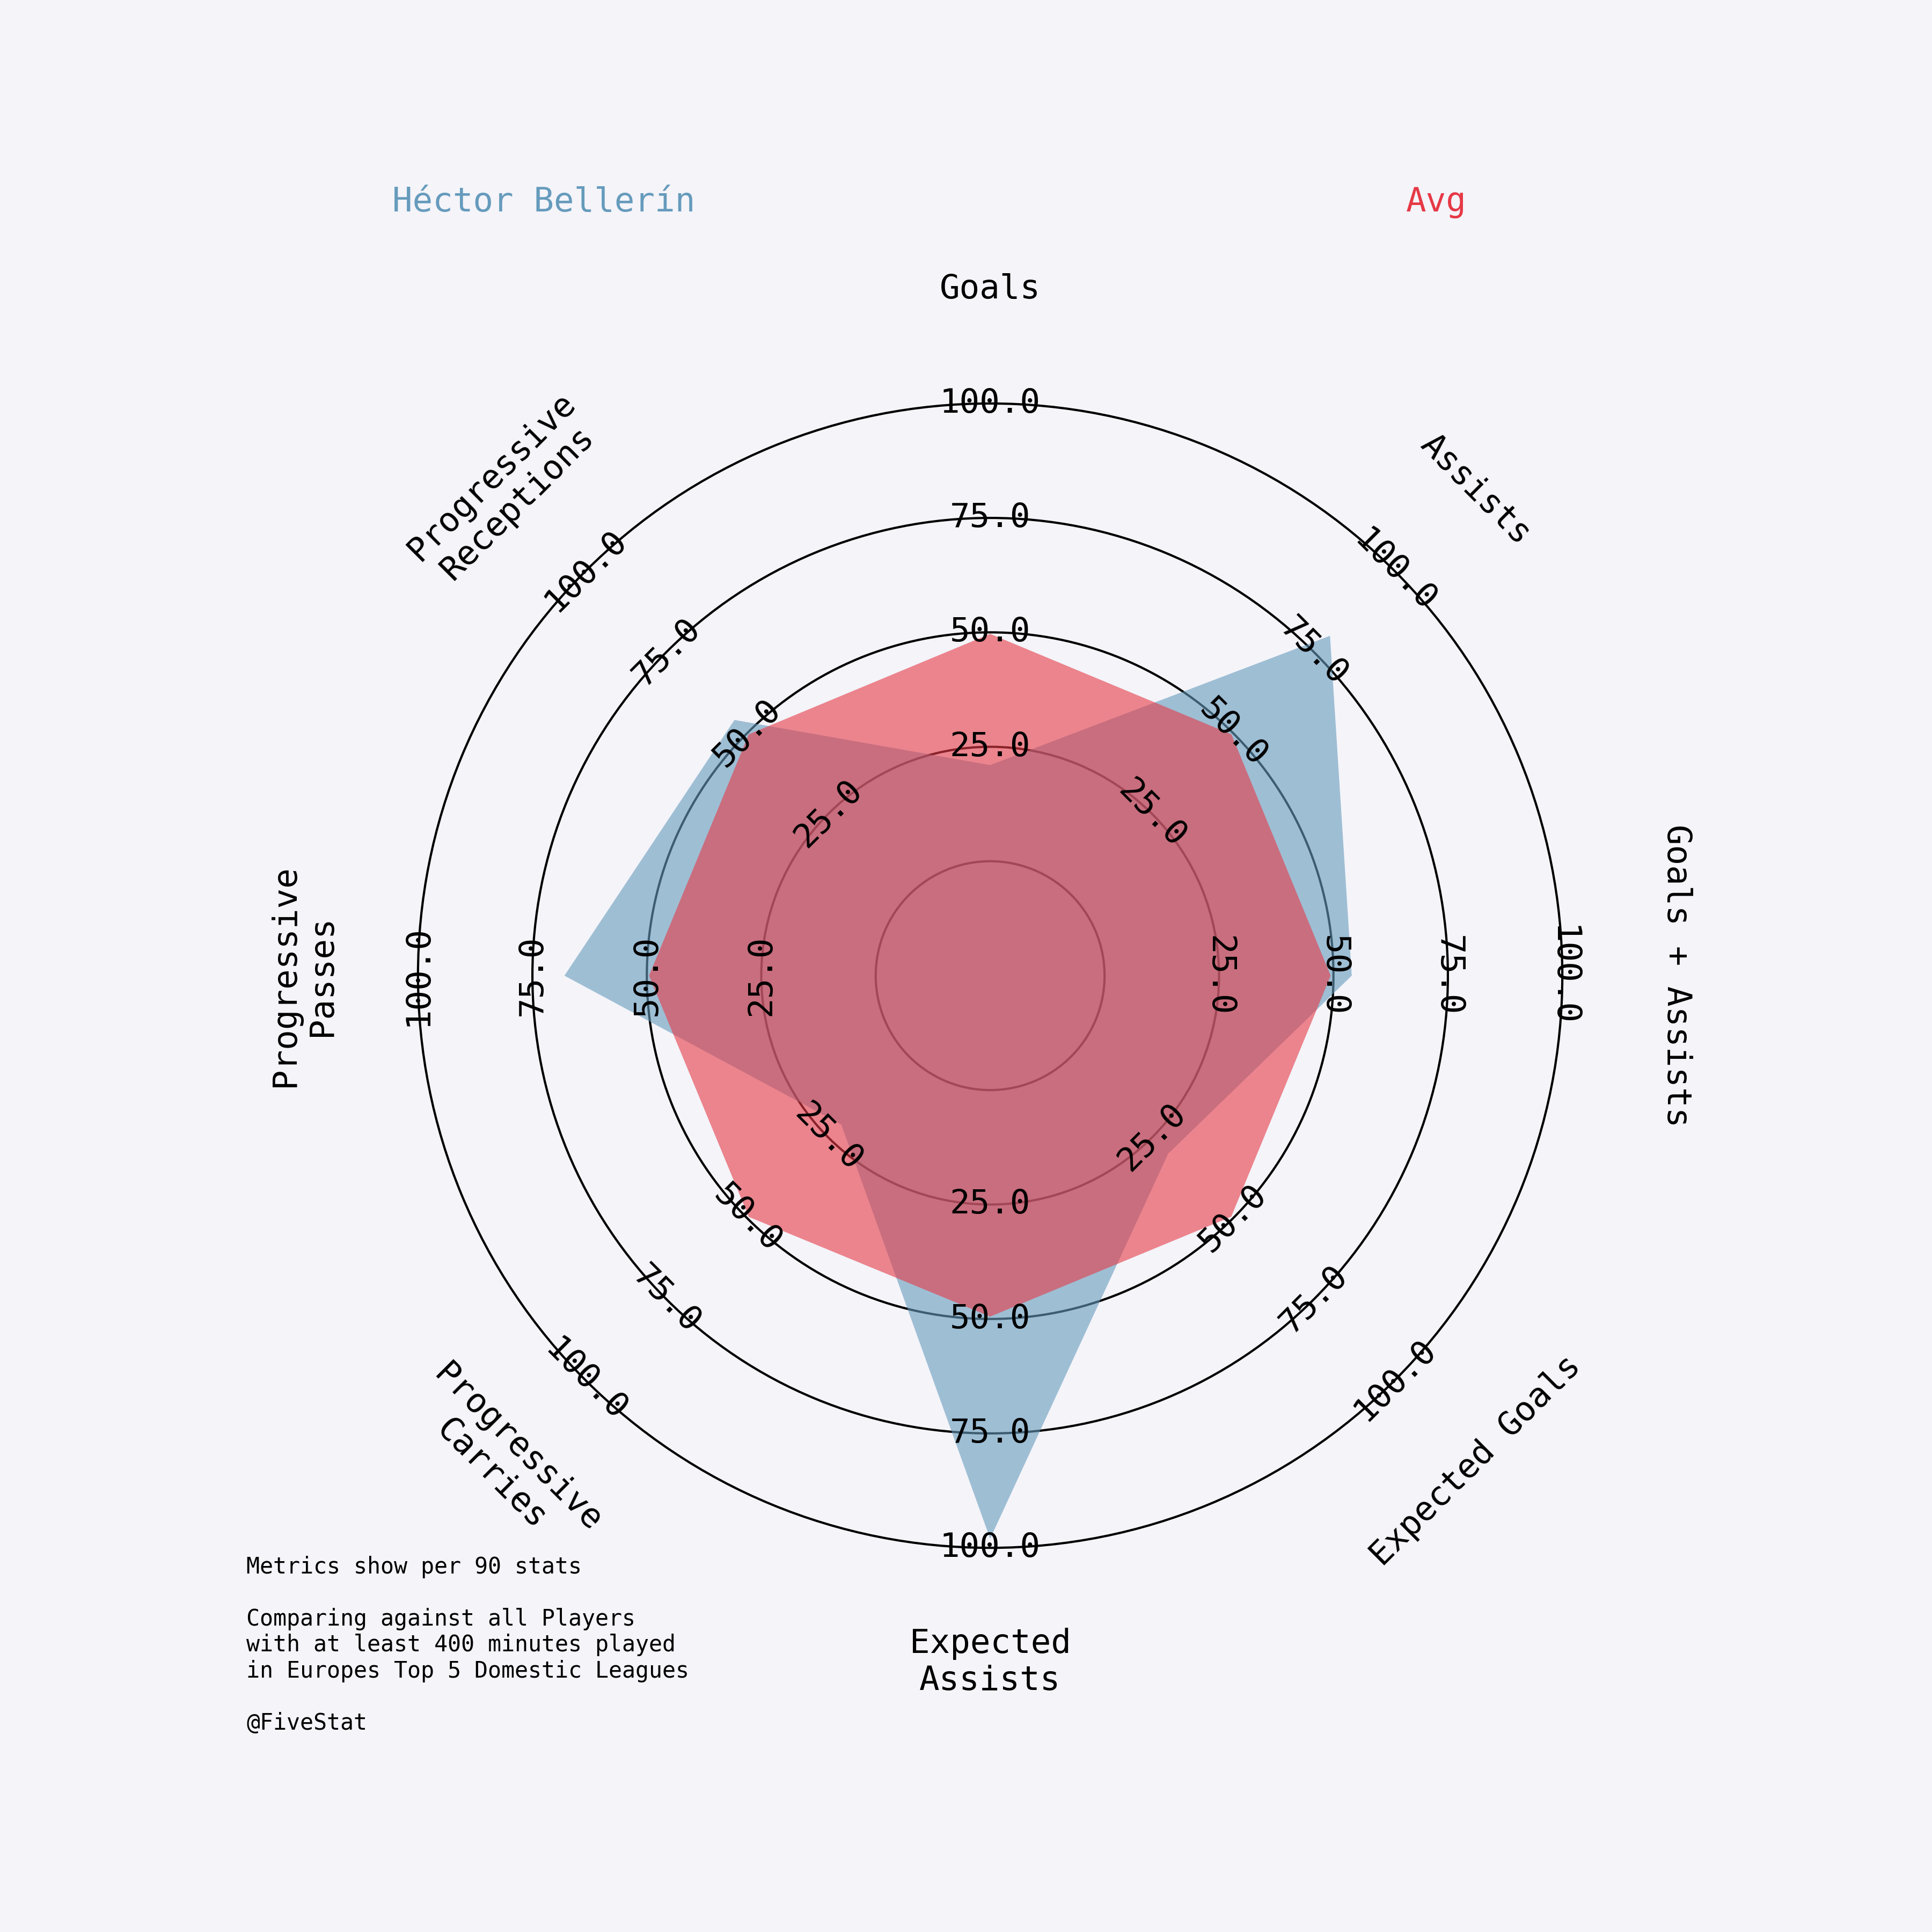 Héctor Bellerín
Avg
Goals
Assists
Goals + Assists
Expected Goals
Expected
Assists
Progressive
Carries
Progressive
Passes
Progressive
Receptions
100.0
75.0
50.0
25.0
100.0
75.0
50.0
25.0
100.0
75.0
50.0
25.0
100.0
75.0
50.0
25.0
25.0
50.0
75.0
100.0
25.0
50.0
75.0
100.0
25.0
50.0
75.0
100.0
25.0
50.0
75.0
100.0
Metrics show per 90 stats
Comparing against all Players
with at least 400 minutes played
in Europes Top 5 Domestic Leagues
@FiveStat